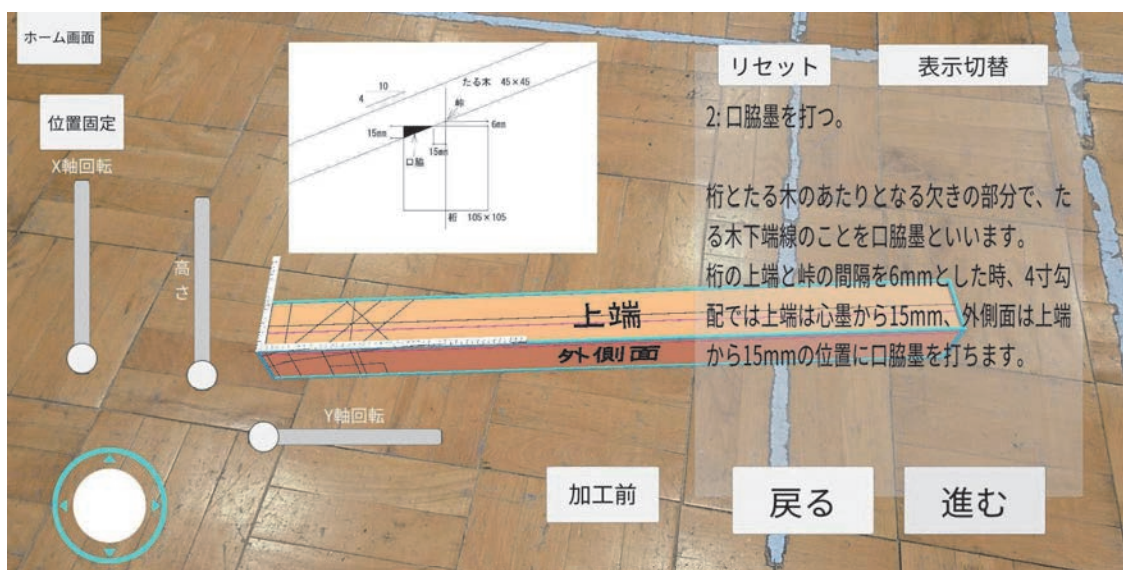 ホーム画面
位置固定
X軸回転
高さ
Y軸回転
10
4
たる木 45×45
峠
6mm
15mm
15mm
口脇
桁 105×105
上端
外側面
リセット
表示切替
2: 口脇墨を打つ。
桁とたる木のあたりとなる欠きの部分で、た
る木下端線のことを口脇墨といいます。
桁の上端と峠の間隔を6mmとした時、4寸勾
配では上端は心墨から15mm、外側面は上端
から15mmの位置に口脇墨を打ちます。
加工前
戻る
進む